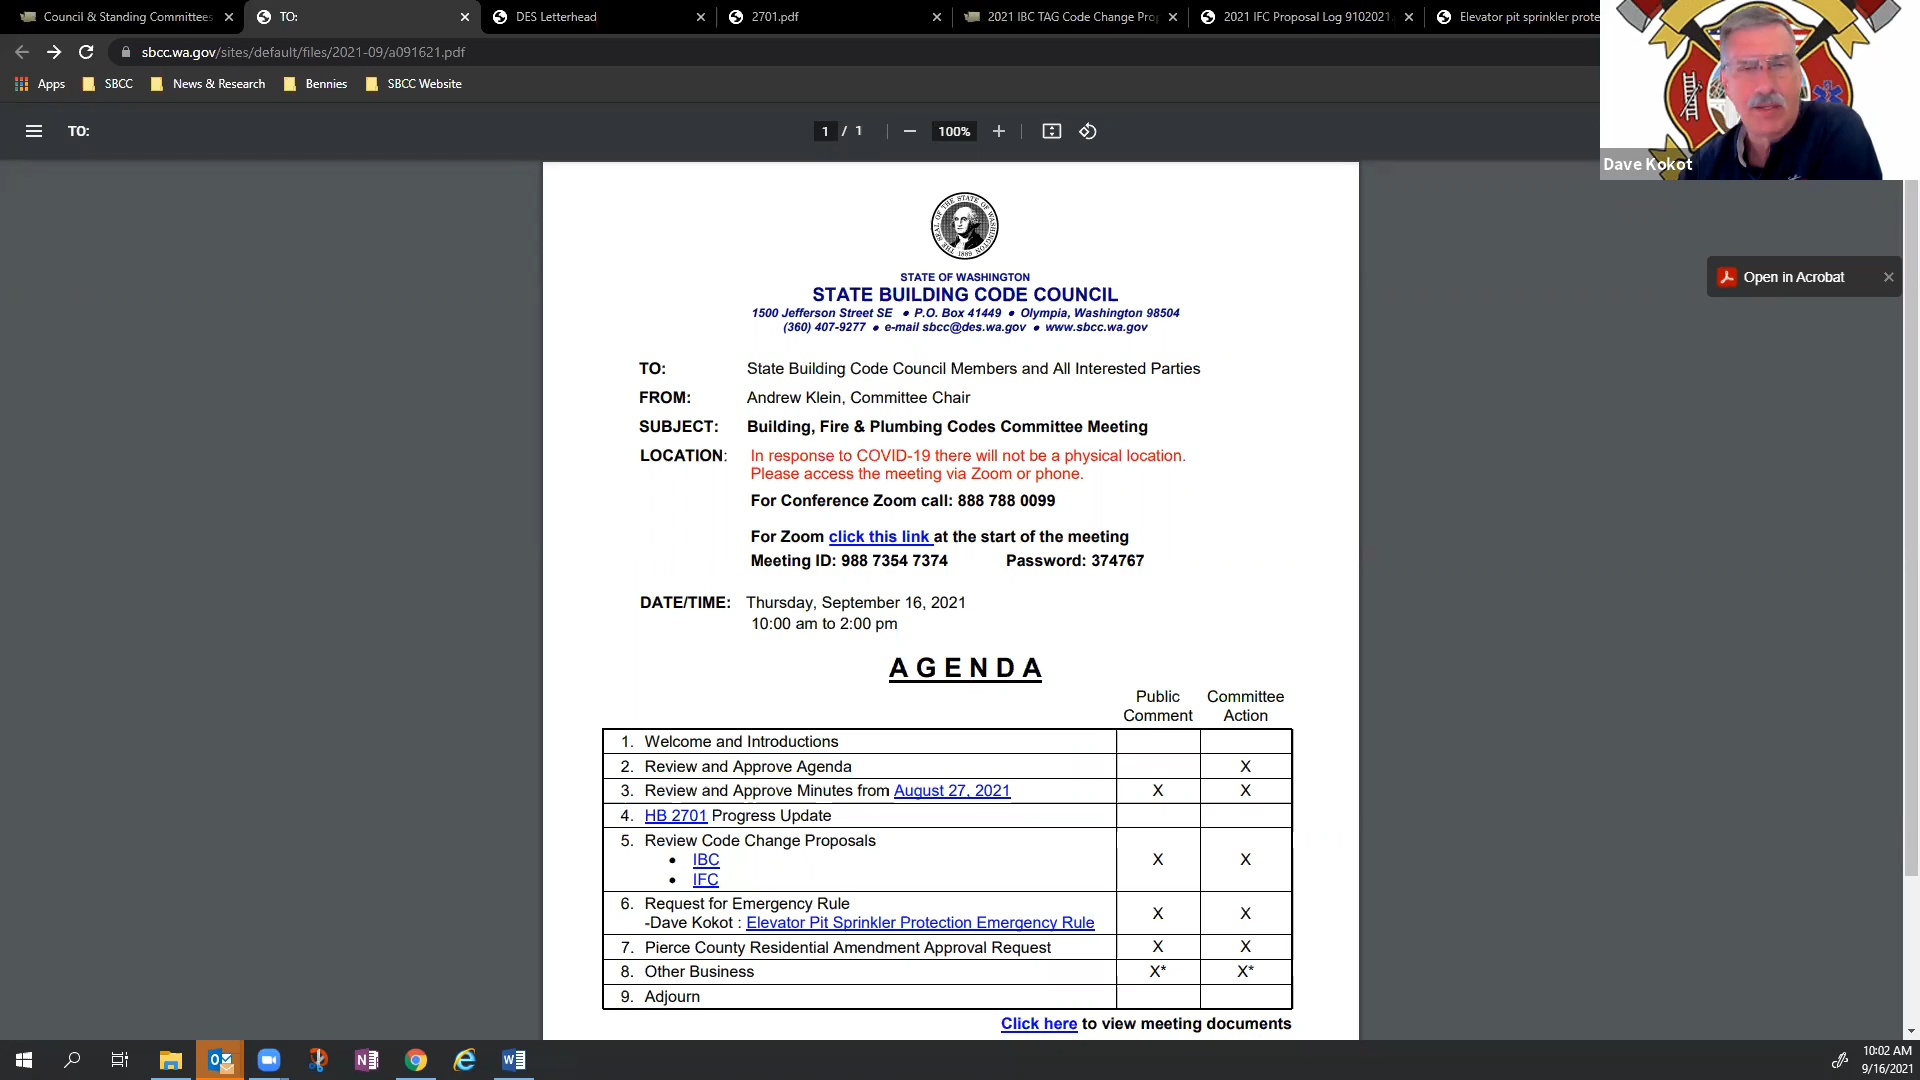 Council & Standing Committees
TO:
DES Letterhead
2701.pdf
2021 IBC TAG Code Change Pro
2021 IFC Proposal Log 9102021.
Elevator pit sprinkler prote
sbcc.wa.gov/sites/default/files/2021-09/a091621.pdf
Apps
SBCC
News & Research
Bennies
SBCC Website
TO:
1 / 1
100%
Dave Kokot
Open in Acrobat
THE SEAL OF THE STATE OF WASHINGTON
1889
STATE OF WASHINGTON
STATE BUILDING CODE COUNCIL
1500 Jefferson Street SE • P.O. Box 41449 • Olympia, Washington 98504
(360) 407-9277 • e-mail sbcc@des.wa.gov • www.sbcc.wa.gov
TO: State Building Code Council Members and All Interested Parties
FROM: Andrew Klein, Committee Chair
SUBJECT: Building, Fire & Plumbing Codes Committee Meeting
LOCATION: In response to COVID-19 there will not be a physical location.
Please access the meeting via Zoom or phone.
For Conference Zoom call: 888 788 0099
For Zoom click this link at the start of the meeting
Meeting ID: 988 7354 7374 Password: 374767
DATE/TIME: Thursday, September 16, 2021
10:00 am to 2:00 pm
AGENDA
Public Committee
Comment Action
1. Welcome and Introductions
2. Review and Approve Agenda X
3. Review and Approve Minutes from August 27, 2021 X X
4. HB 2701 Progress Update
5. Review Code Change Proposals
• IBC X X
• IFC
6. Request for Emergency Rule
-Dave Kokot : Elevator Pit Sprinkler Protection Emergency Rule X X
7. Pierce County Residential Amendment Approval Request X X
8. Other Business X* X*
9. Adjourn
Click here to view meeting documents
10:02 AM
9/16/2021